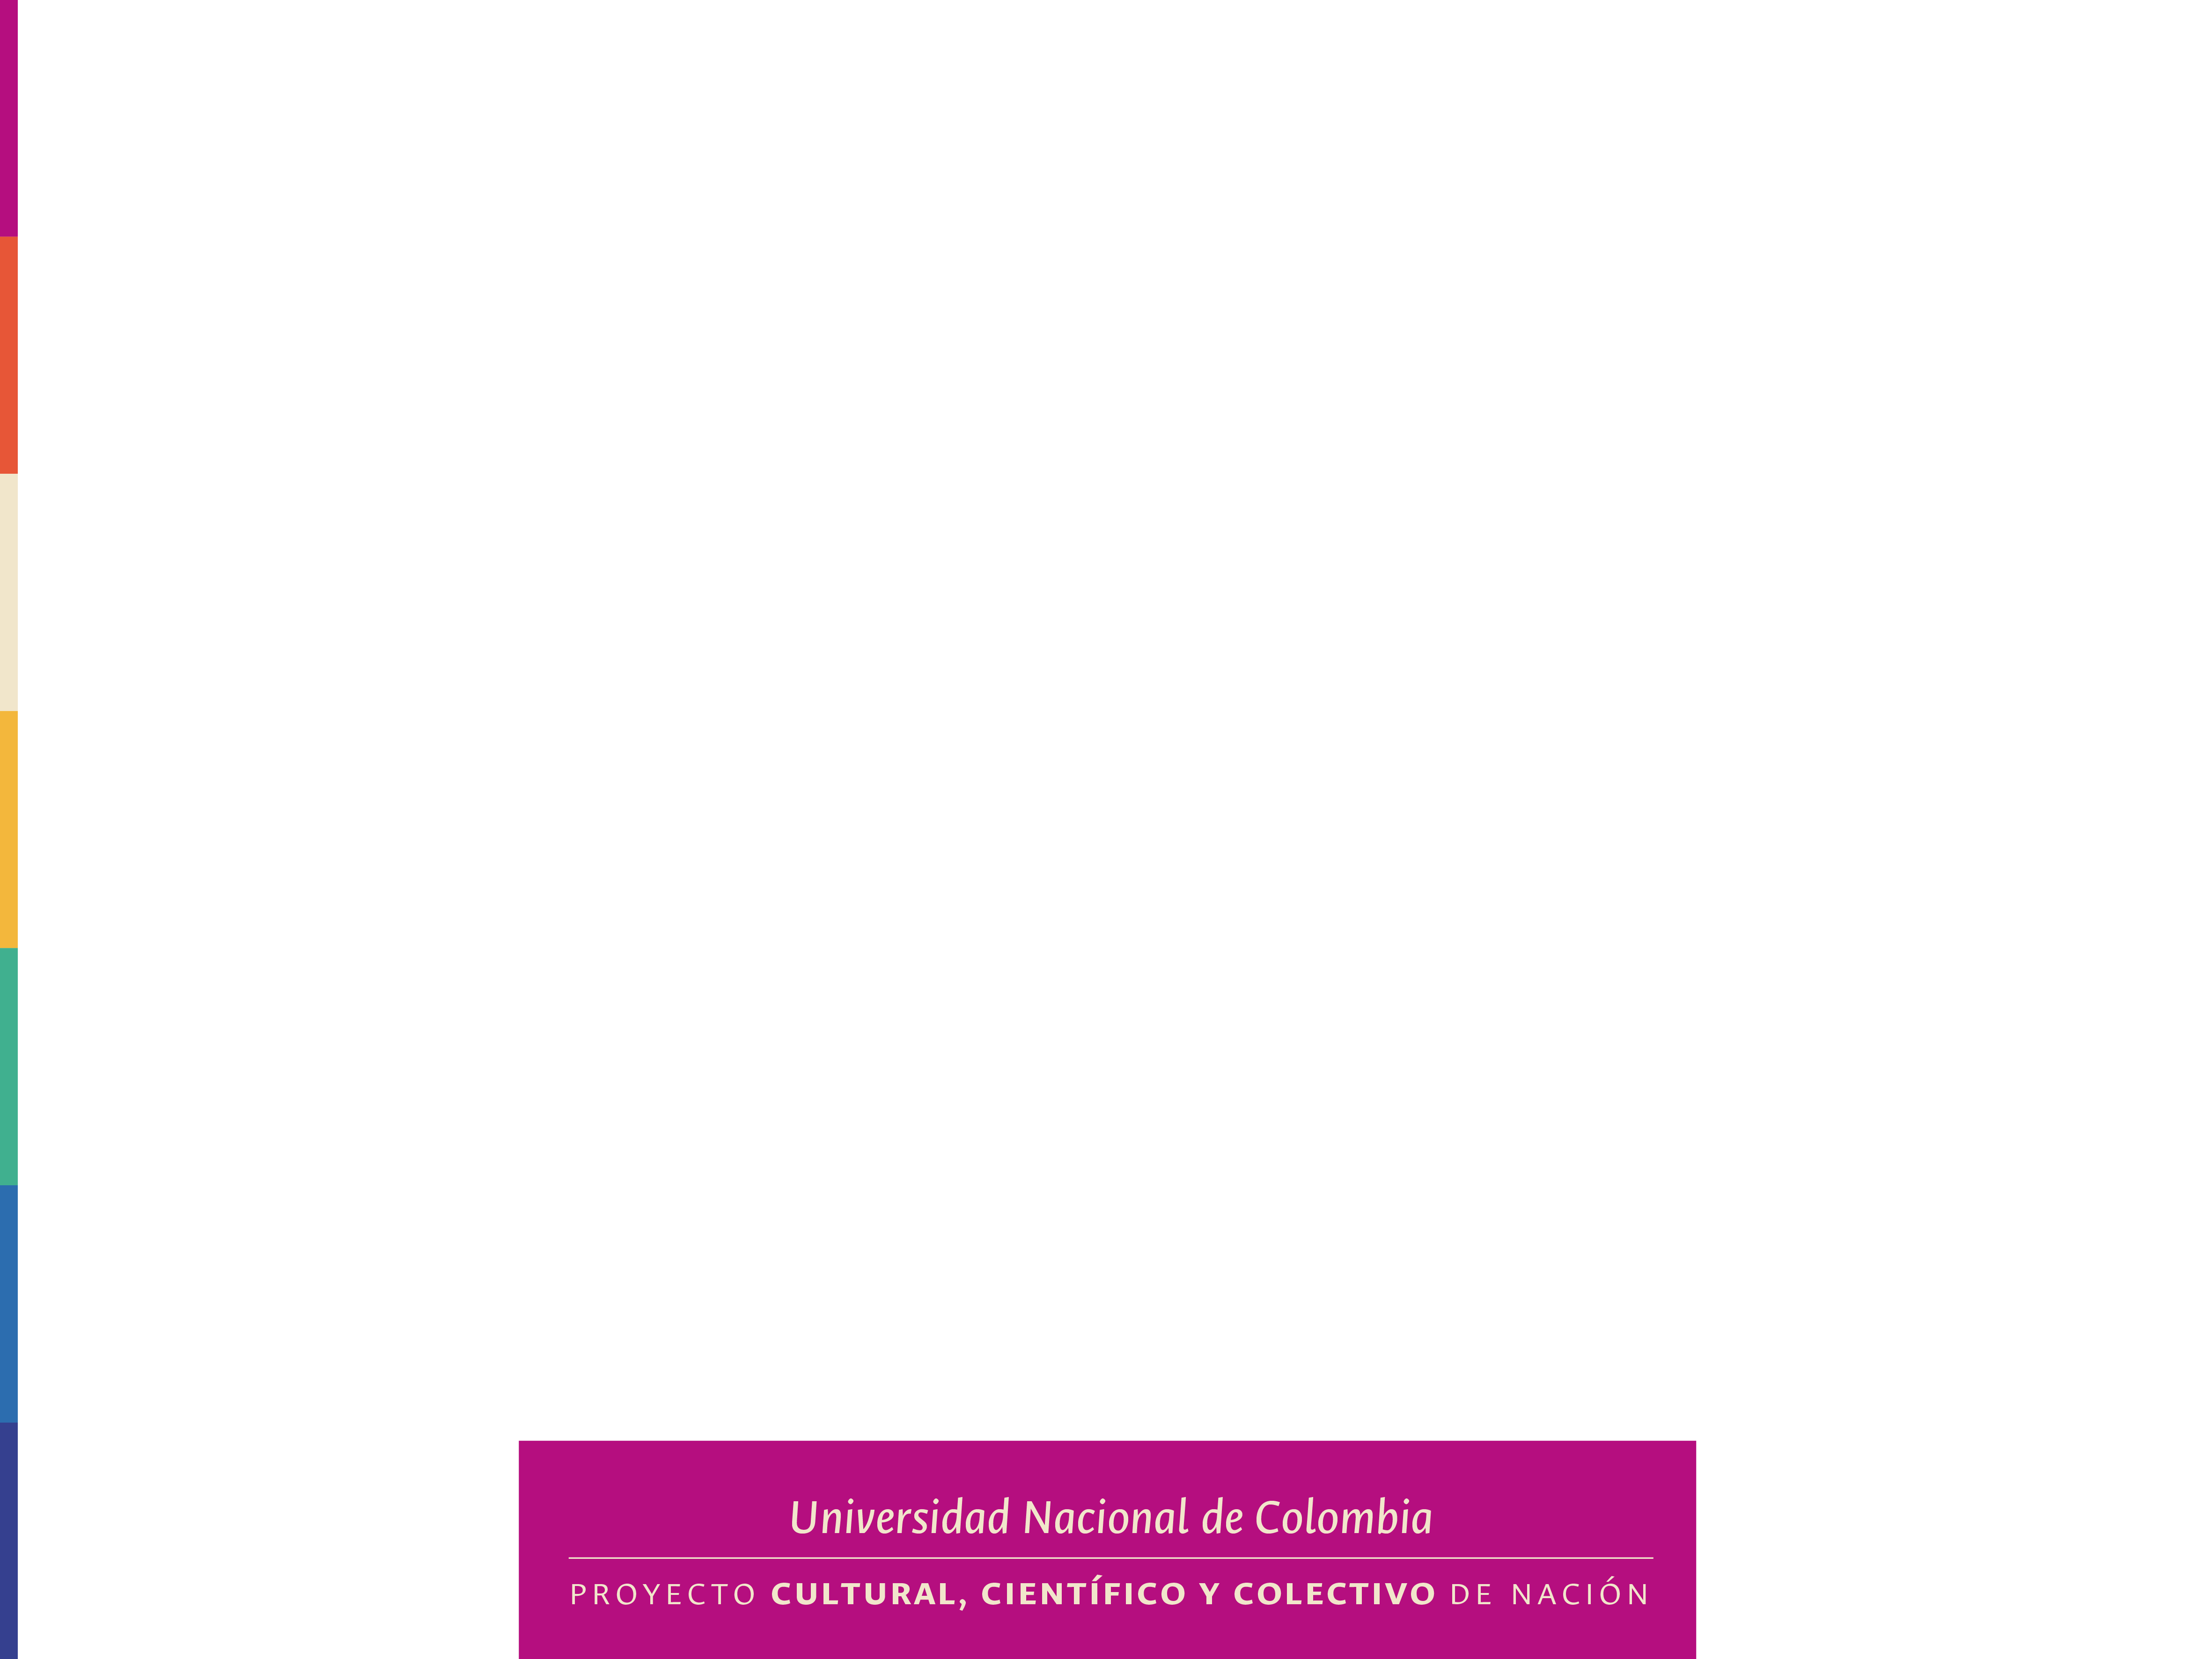 Universidad Nacional de Colombia
PROYECTO CULTURAL, CIENTÍFICO Y COLECTIVO DE NACIÓN